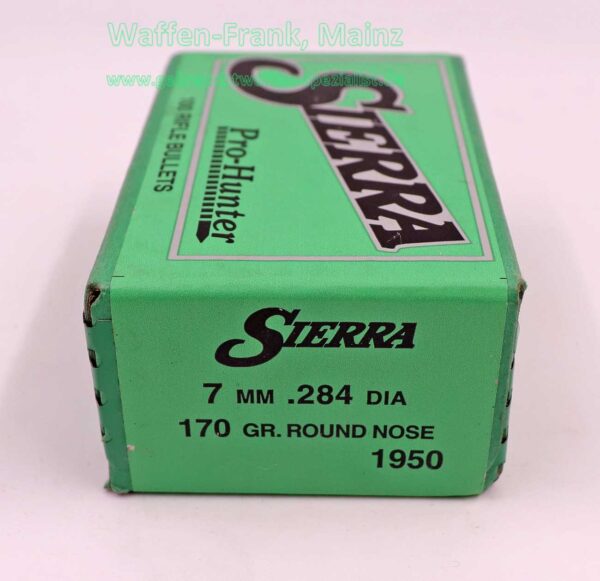 Waffen-Frank, Mainz
SIERRA
Pro-Hunter
100 RIFLE BULLETS
SIERRA
7 MM .284 DIA
170 GR. ROUND NOSE
1950